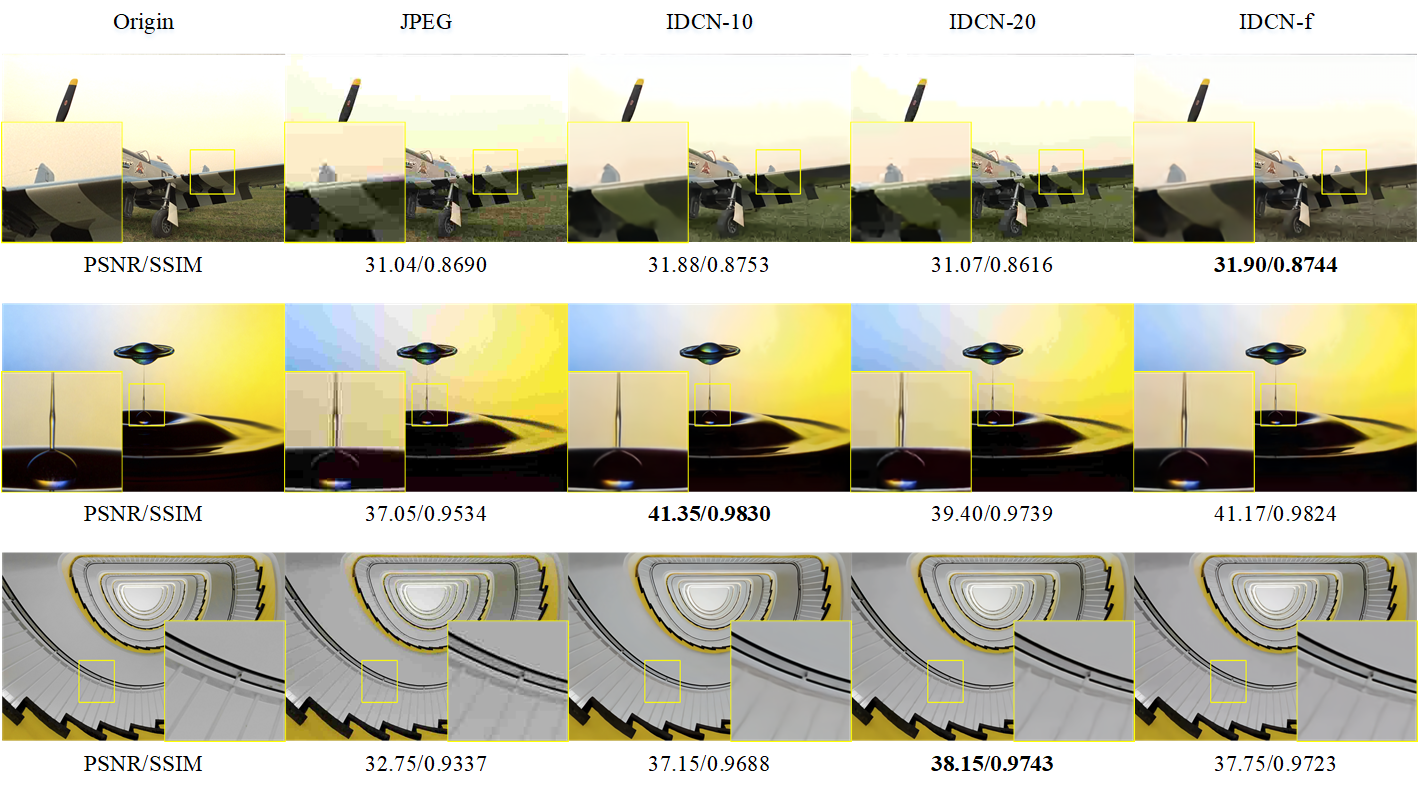 Origin JPEG IDCN-10 IDCN-20 IDCN-f
PSNR/SSIM 31.04/0.8690 31.88/0.8753 31.07/0.8616 31.90/0.8744
PSNR/SSIM 37.05/0.9534 41.35/0.9830 39.40/0.9739 41.17/0.9824
PSNR/SSIM 32.75/0.9337 37.15/0.9688 38.15/0.9743 37.75/0.9723